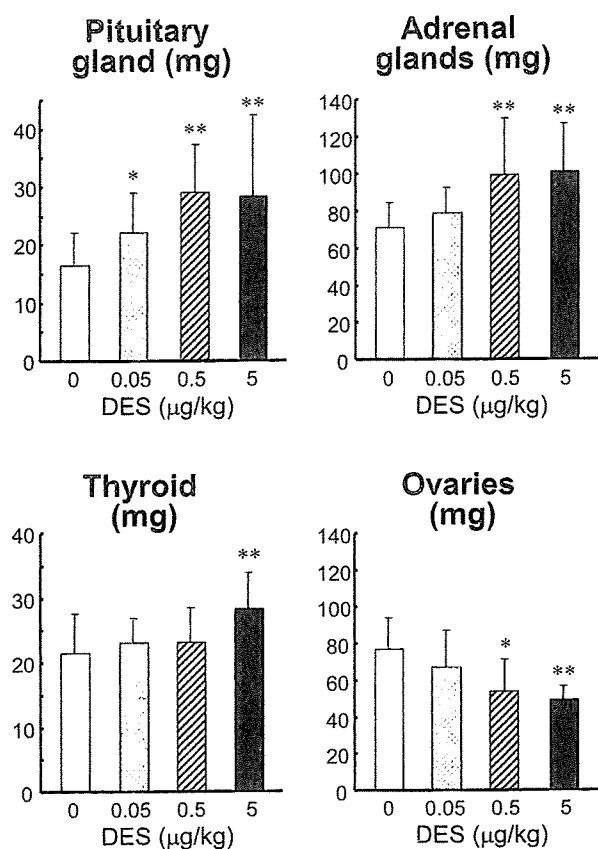 Pituitary
gland (mg)
40
30
20
10
0
*
**
**
0 0.05 0.5 5
DES (μg/kg)
Adrenal
glands (mg)
140
120
100
80
60
40
20
0
**
**
0 0.05 0.5 5
DES (μg/kg)
Thyroid
(mg)
40
30
20
10
0
**
0 0.05 0.5 5
DES (μg/kg)
Ovaries
(mg)
140
120
100
80
60
40
20
0
*
**
0 0.05 0.5 5
DES (μg/kg)